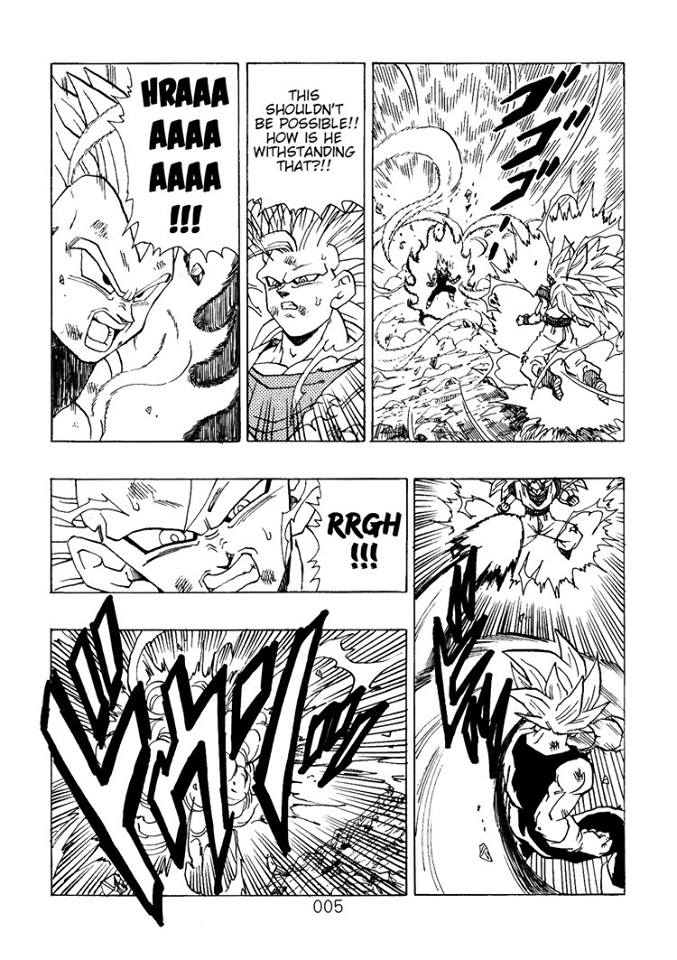 ゴゴゴ
THIS
SHOULDN'T
BE POSSIBLE!!
HOW IS HE
WITHSTANDING
THAT?!!
HRAAA
AAAA
AAAA
!!!
RRGH
!!!
005